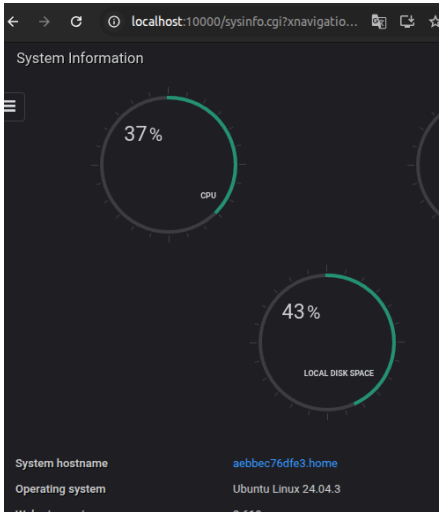 localhost:10000/sysinfo.cgi?xnavigatio...
System Information
37%
CPU
43%
LOCAL DISK SPACE
System hostname aebbec76dfe3.home
Operating system Ubuntu Linux 24.04.3